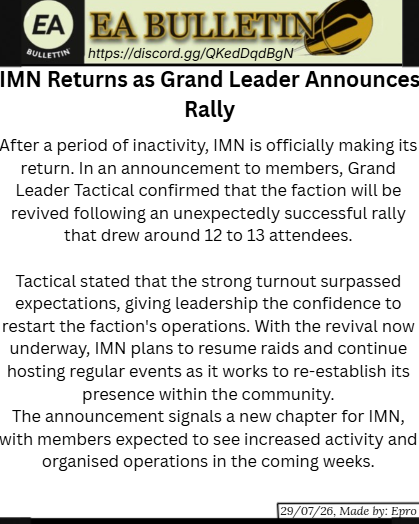 EA
BULLETTIN
EA BULLETIN
https://discord.gg/QKedDqdBgN
IMN Returns as Grand Leader Announces
Rally
After a period of inactivity, IMN is officially making its
return. In an announcement to members, Grand
Leader Tactical confirmed that the faction will be
revived following an unexpectedly successful rally
that drew around 12 to 13 attendees.
Tactical stated that the strong turnout surpassed
expectations, giving leadership the confidence to
restart the faction's operations. With the revival now
underway, IMN plans to resume raids and continue
hosting regular events as it works to re-establish its
presence within the community.
The announcement signals a new chapter for IMN,
with members expected to see increased activity and
organised operations in the coming weeks.
29/07/26, Made by: Epro